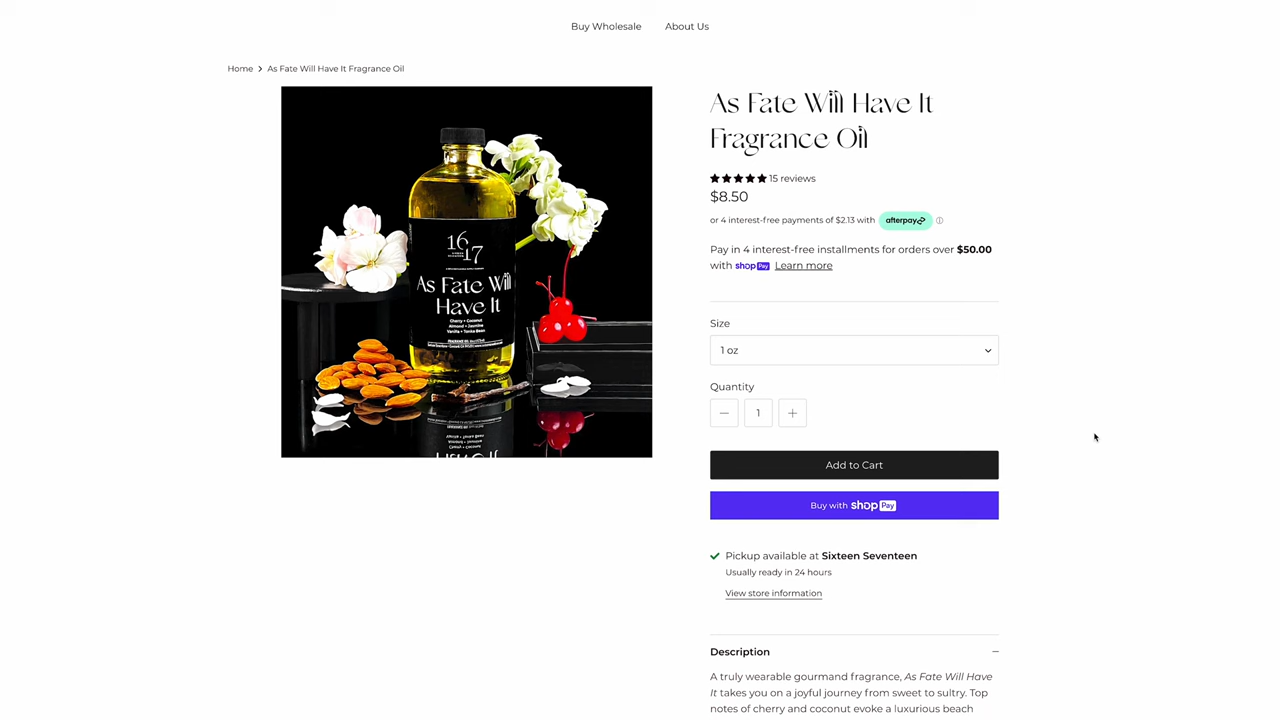 Buy Wholesale About Us
Home > As Fate Will Have It Fragrance Oil
16
17
As Fate Will
Have It
Cherry + Coconut
Almond + Jasmine
Vanilla + Tonka Bean
As Fate Will Have It
Fragrance Oil
15 reviews
$8.50
or 4 interest-free payments of $2.13 with afterpay
Pay in 4 interest-free installments for orders over $50.00
with shop Pay Learn more
Size
1 oz
Quantity
1
Add to Cart
Buy with shop Pay
Pickup available at Sixteen Seventeen
Usually ready in 24 hours
View store information
Description
A truly wearable gourmand fragrance, As Fate Will Have
It takes you on a joyful journey from sweet to sultry. Top
notes of cherry and coconut evoke a luxurious beach